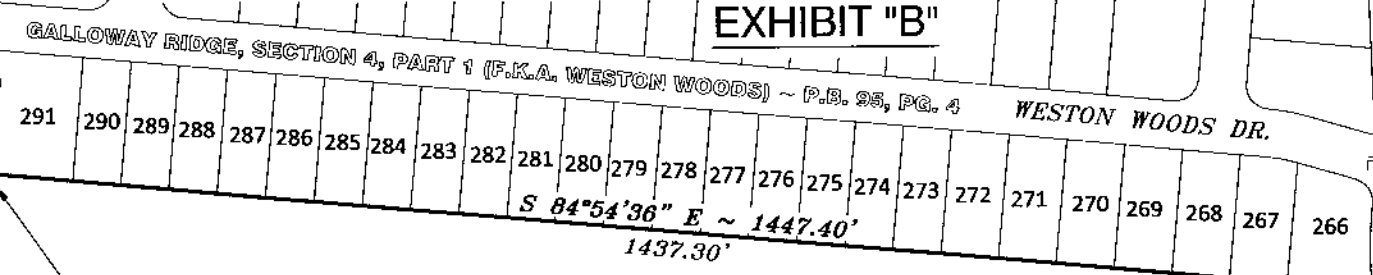 EXHIBIT "B"
GALLOWAY RIDGE, SECTION 4, PART 1 (F.K.A. WESTON WOODS) ~ P.B. 95, PG. 4
WESTON WOODS DR.
291 290 289 288 287 286 285 284 283 282 281 280 279 278 277 276 275 274 273 272 271 270 269 268 267 266
S 84°54'36" E ~ 1447.40'
1437.30'